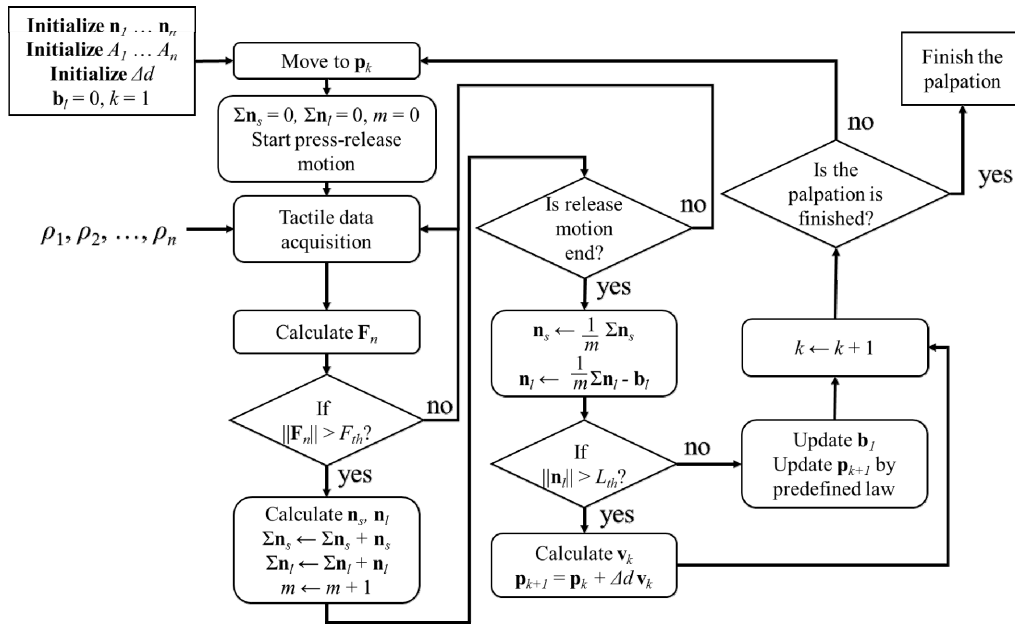 Initialize n1 … nn
Initialize A1 … An
Initialize Δd
bl = 0, k = 1
Move to pk
Σns = 0, Σnl = 0, m = 0
Start press-release
motion
ρ1, ρ2, …, ρn
Tactile data
acquisition
Calculate Fn
If
||Fn|| > Fth?
no
yes
Calculate ns, nl
Σns ← Σns + ns
Σnl ← Σnl + nl
m ← m + 1
Is release
motion
end?
no
yes
ns ← 1/m Σns
nl ← 1/m Σnl - bl
If
||nl|| > Lth?
no
yes
Calculate vk
pk+1 = pk + Δd vk
Update bl
Update pk+1 by
predefined law
k ← k + 1
Is the
palpation is
finished?
no
yes
Finish the
palpation